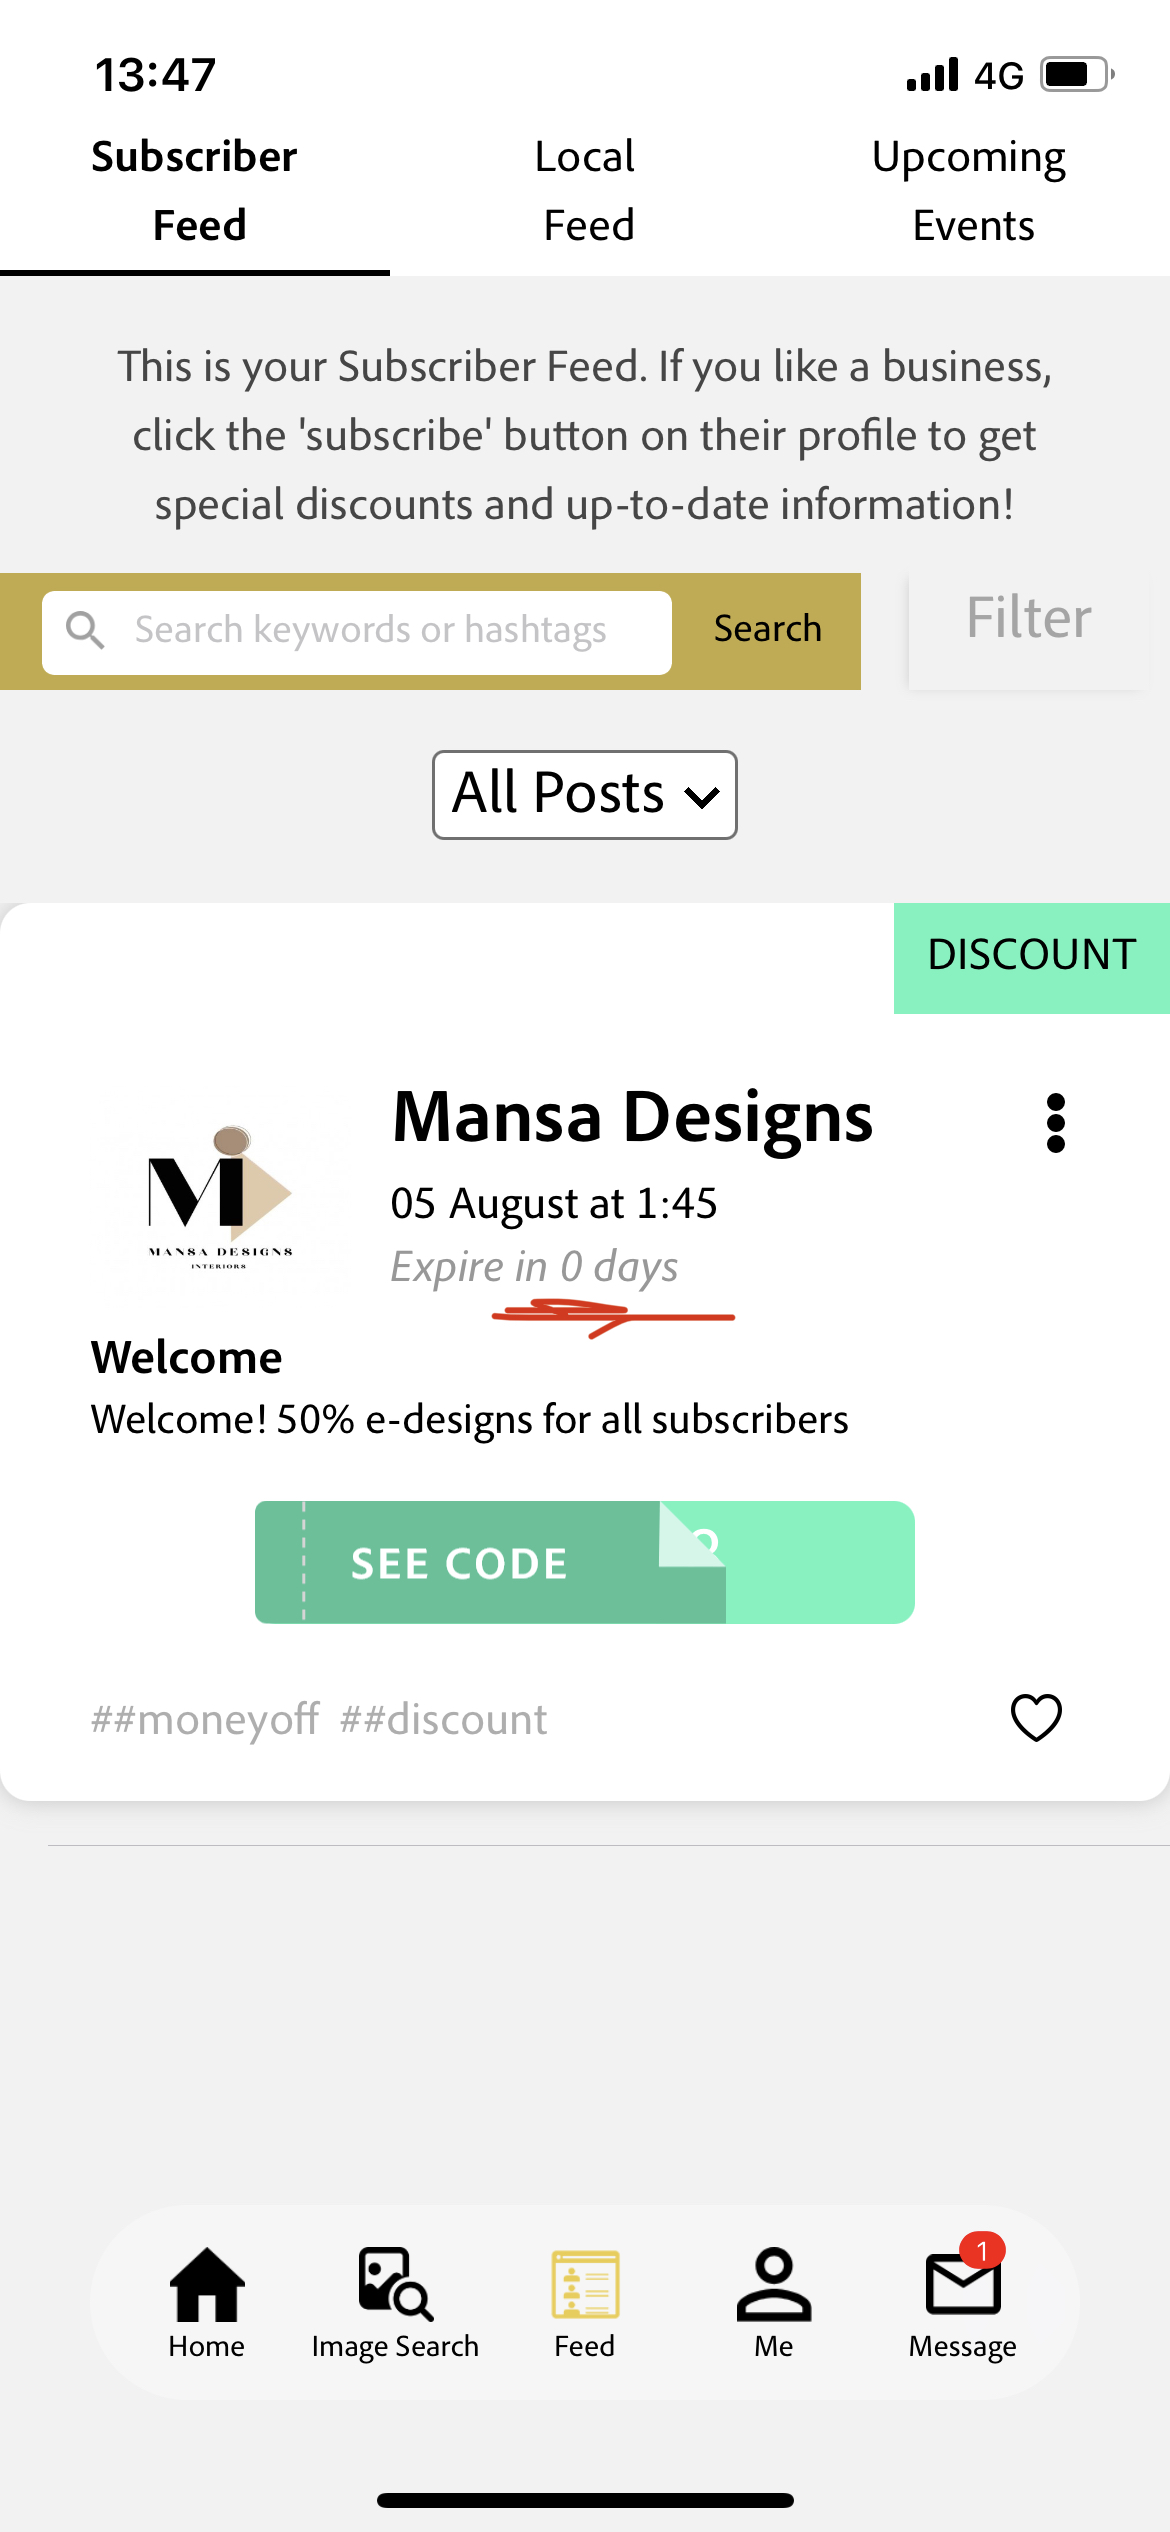 13:47
4G
Subscriber Feed
Local Feed
Upcoming Events
This is your Subscriber Feed. If you like a business,
click the 'subscribe' button on their profile to get
special discounts and up-to-date information!
Search keywords or hashtags
Search
Filter
All Posts
DISCOUNT
Mansa Designs
05 August at 1:45
Expire in 0 days
M
MANSA DESIGNS
INTERIORS
Welcome
Welcome! 50% e-designs for all subscribers
SEE CODE
##moneyoff ##discount
1
Home
Image Search
Feed
Me
Message